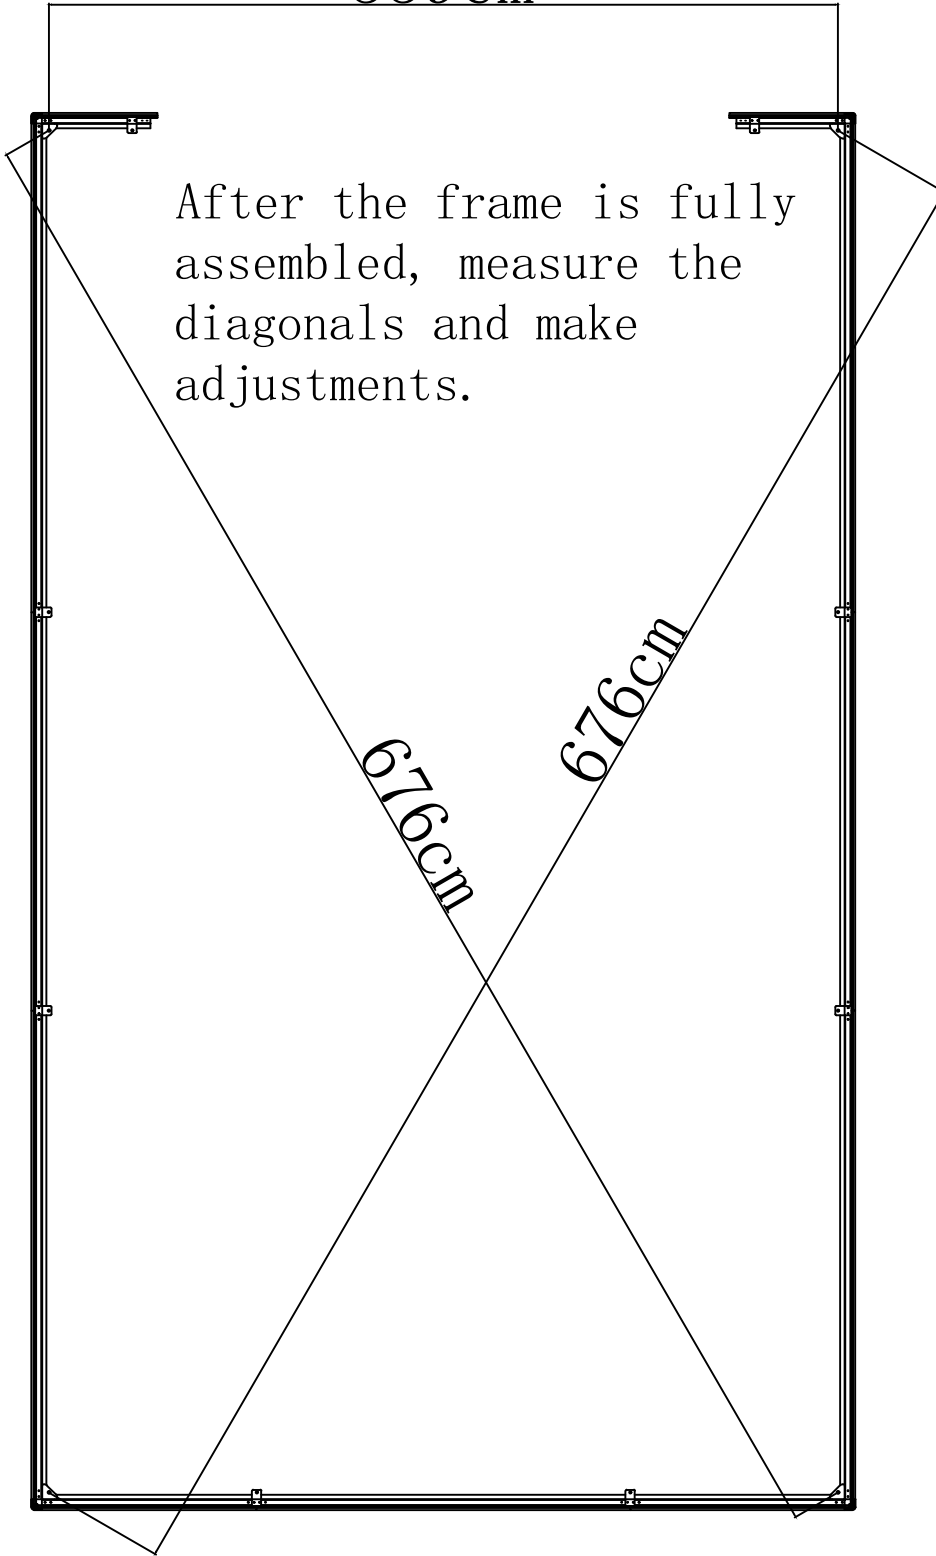 After the frame is fully
assembled, measure the
diagonals and make
adjustments.
676cm
676cm